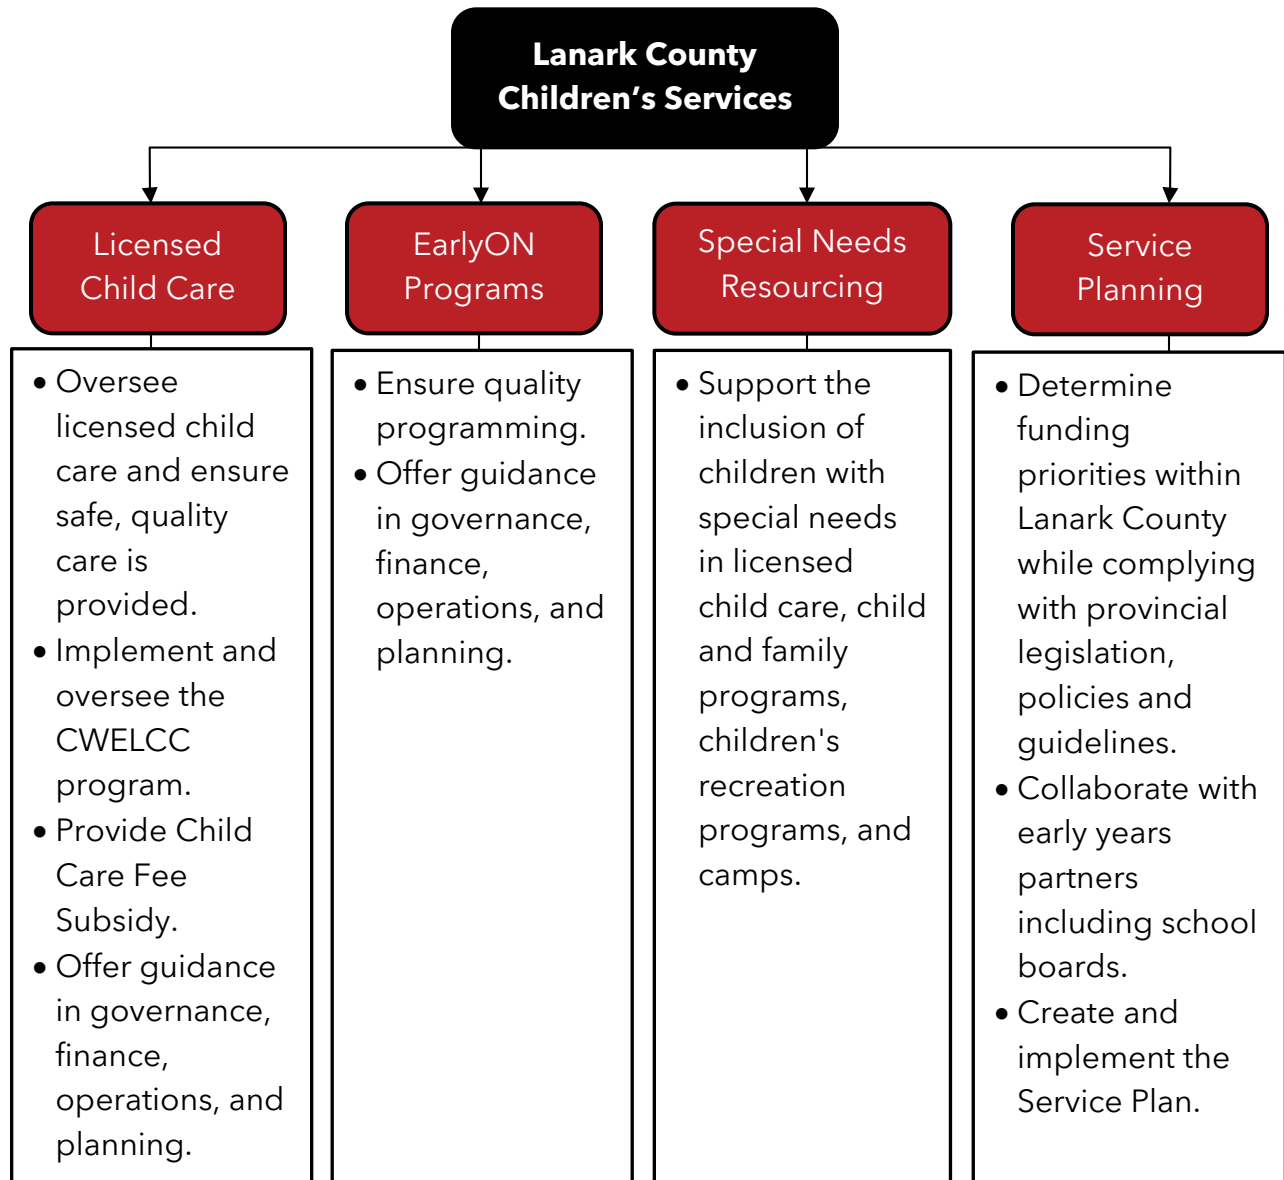 Lanark County
Children’s Services
Licensed
Child Care
EarlyON
Programs
Special Needs
Resourcing
Service
Planning
• Oversee
licensed child
care and ensure
safe, quality
care is
provided.
• Implement and
oversee the
CWELCC
program.
• Provide Child
Care Fee
Subsidy.
• Offer guidance
in governance,
finance,
operations, and
planning.
• Ensure quality
programming.
• Offer guidance
in governance,
finance,
operations, and
planning.
• Support the
inclusion of
children with
special needs
in licensed
child care, child
and family
programs,
children's
recreation
programs, and
camps.
• Determine
funding
priorities within
Lanark County
while complying
with provincial
legislation,
policies and
guidelines.
• Collaborate with
early years
partners
including school
boards.
• Create and
implement the
Service Plan.